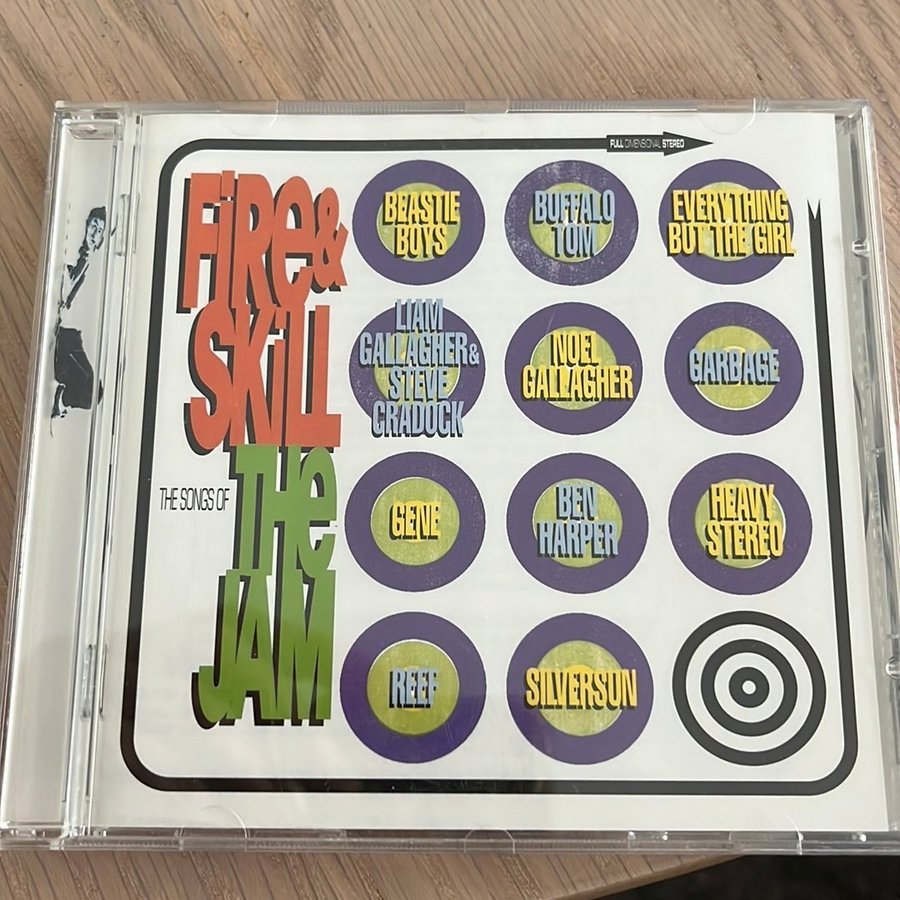 FULL DIMENSIONAL STEREO
FiRe &
SKiLL
THE SONGS OF
THe
JAM
BEASTIE
BOYS
BUFFALO
TOM
EVERYTHING
BUT THE GIRL
LIAM
GALLAGHER &
STEVE
CRADOCK
NOEL
GALLAGHER
GARBAGE
GENE
BEN
HARPER
HEAVY
STEREO
REEF
SILVERSUN